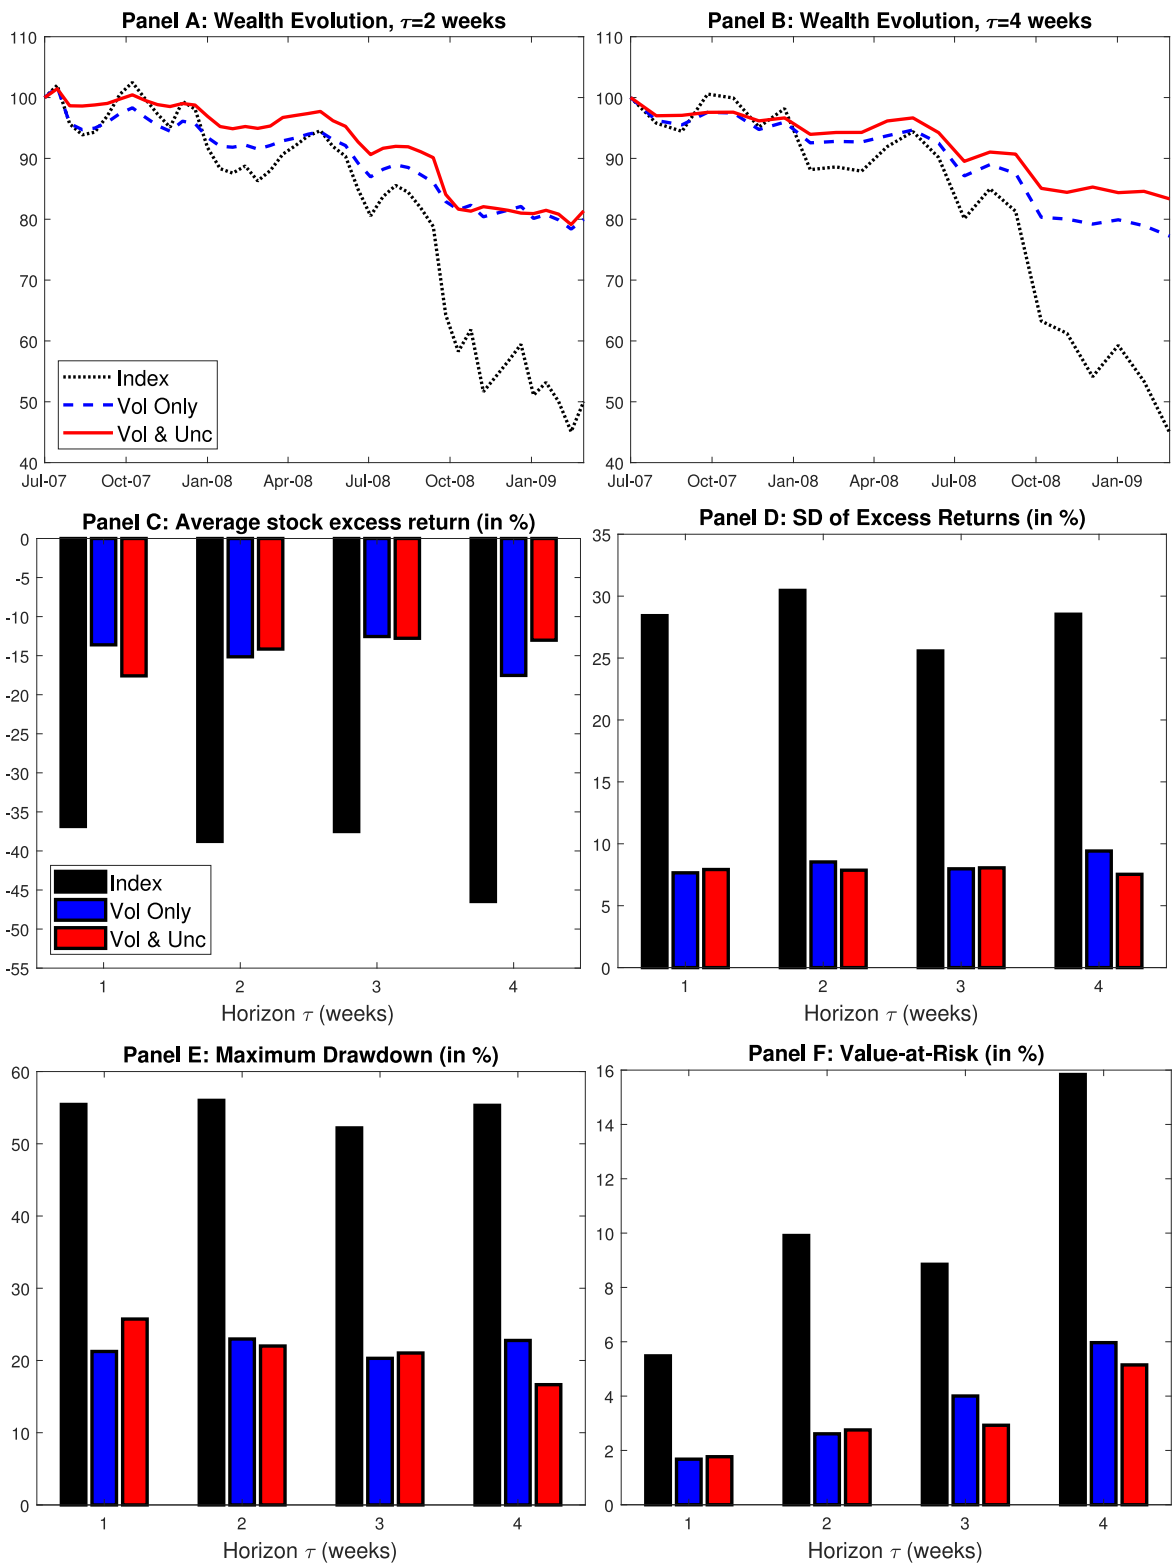 Panel A: Wealth Evolution, τ=2 weeks
110
100
90
80
70
60
50
40
Index
Vol Only
Vol & Unc
Jul-07 Oct-07 Jan-08 Apr-08 Jul-08 Oct-08 Jan-09
Panel B: Wealth Evolution, τ=4 weeks
110
100
90
80
70
60
50
40
Jul-07 Oct-07 Jan-08 Apr-08 Jul-08 Oct-08 Jan-09
Panel C: Average stock excess return (in %)
0
-5
-10
-15
-20
-25
-30
-35
-40
-45
-50
-55
Index
Vol Only
Vol & Unc
1 2 3 4
Horizon τ (weeks)
Panel D: SD of Excess Returns (in %)
35
30
25
20
15
10
5
0
1 2 3 4
Horizon τ (weeks)
Panel E: Maximum Drawdown (in %)
60
50
40
30
20
10
0
1 2 3 4
Horizon τ (weeks)
Panel F: Value-at-Risk (in %)
16
14
12
10
8
6
4
2
0
1 2 3 4
Horizon τ (weeks)